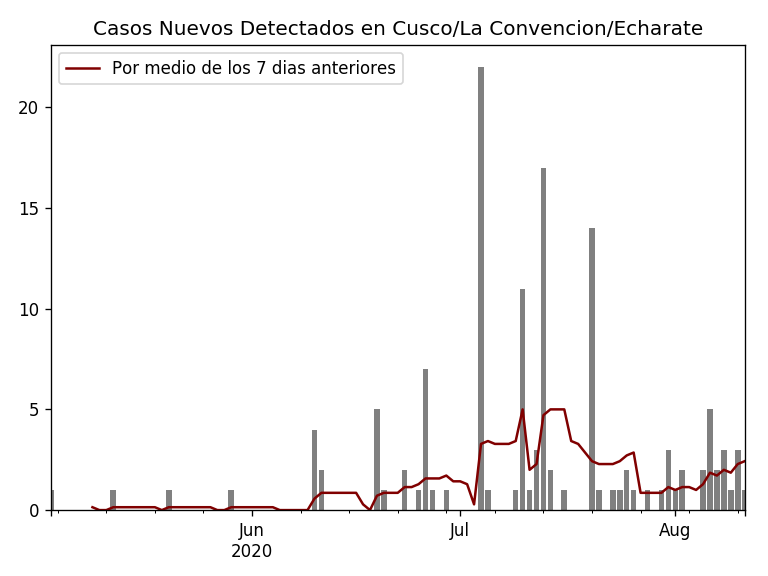 Casos Nuevos Detectados en Cusco/La Convencion/Echarate
Por medio de los 7 dias anteriores
20
15
10
5
0
Jun
2020
Jul
Aug